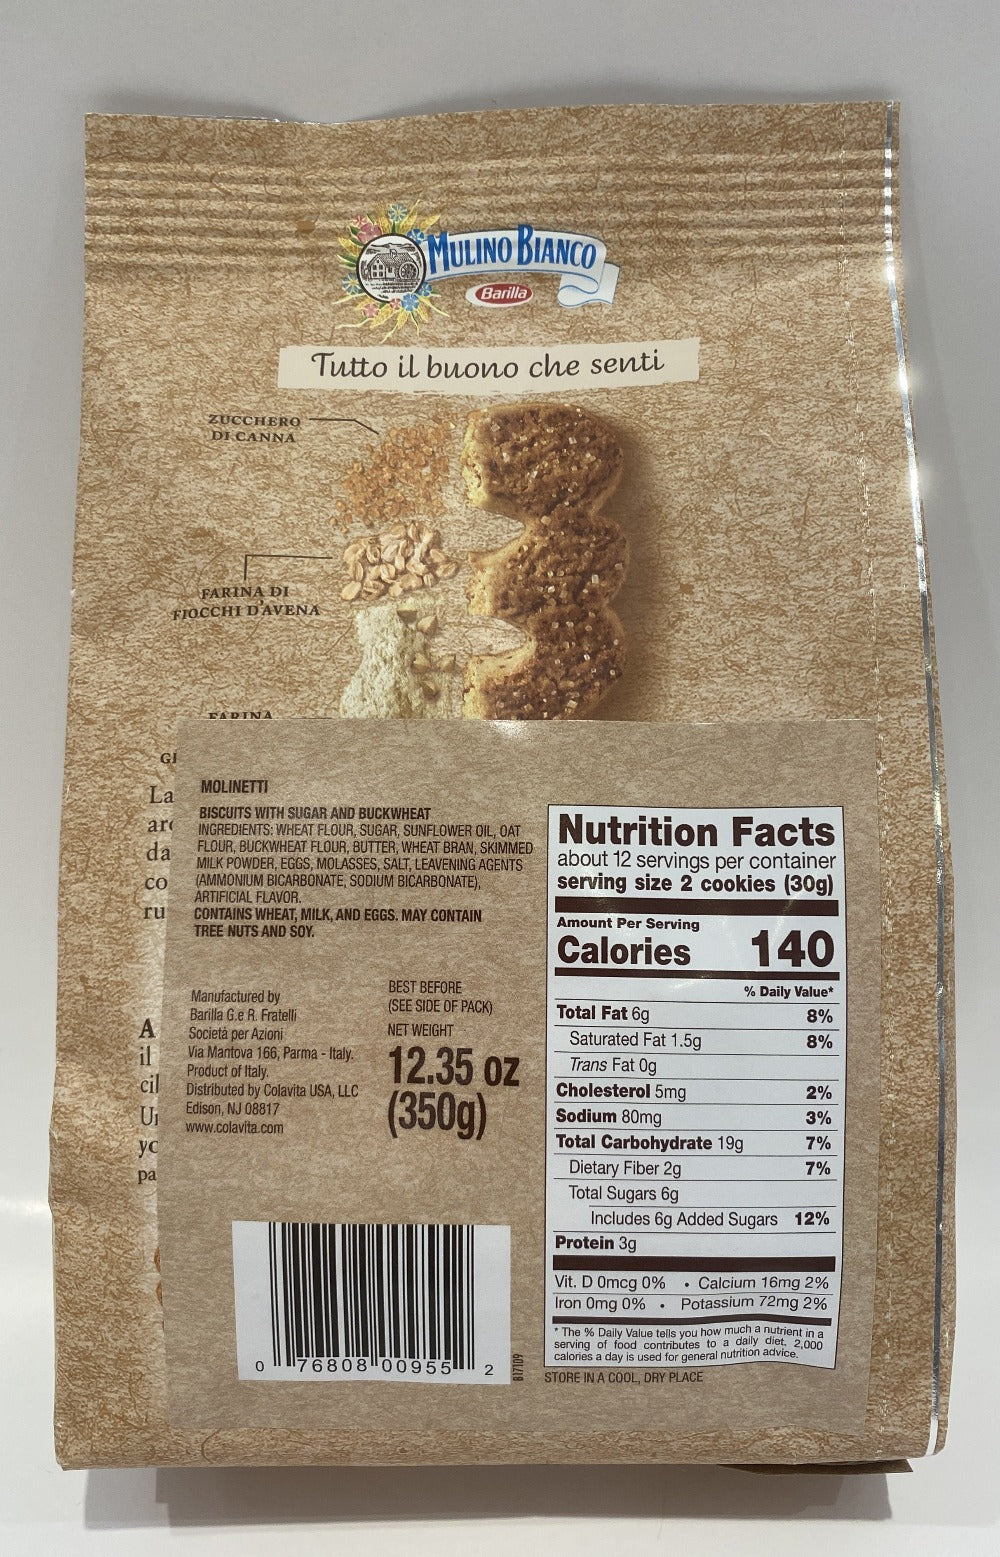 MULINO BIANCO
Barilla
Tutto il buono che senti
ZUCCHERO
DI CANNA
FARINA DI
FIOCCHI D'AVENA
FARINA
La
da
co
ru
A
il
cil
pa
MOLINETTI
BISCUITS WITH SUGAR AND BUCKWHEAT
INGREDIENTS: WHEAT FLOUR, SUGAR, SUNFLOWER OIL, OAT
FLOUR, BUCKWHEAT FLOUR, BUTTER, WHEAT BRAN, SKIMMED
MILK POWDER, EGGS, MOLASSES, SALT, LEAVENING AGENTS
(AMMONIUM BICARBONATE, SODIUM BICARBONATE),
ARTIFICIAL FLAVOR.
CONTAINS WHEAT, MILK, AND EGGS. MAY CONTAIN
TREE NUTS AND SOY.
Manufactured by
Barilla G.e R. Fratelli
Società per Azioni
Via Mantova 166, Parma - Italy.
Product of Italy.
Distributed by Colavita USA, LLC
Edison, NJ 08817
www.colavita.com
BEST BEFORE
(SEE SIDE OF PACK)
NET WEIGHT
12.35 oz
(350g)
0 76808 00955 2
B177109
Nutrition Facts
about 12 servings per container
serving size 2 cookies (30g)
Amount Per Serving
Calories 140
% Daily Value*
Total Fat 6g 8%
Saturated Fat 1.5g 8%
Trans Fat 0g
Cholesterol 5mg 2%
Sodium 80mg 3%
Total Carbohydrate 19g 7%
Dietary Fiber 2g 7%
Total Sugars 6g
Includes 6g Added Sugars 12%
Protein 3g
Vit. D 0mcg 0% • Calcium 16mg 2%
Iron 0mg 0% • Potassium 72mg 2%
* The % Daily Value tells you how much a nutrient in a
serving of food contributes to a daily diet. 2,000
calories a day is used for general nutrition advice.
STORE IN A COOL, DRY PLACE